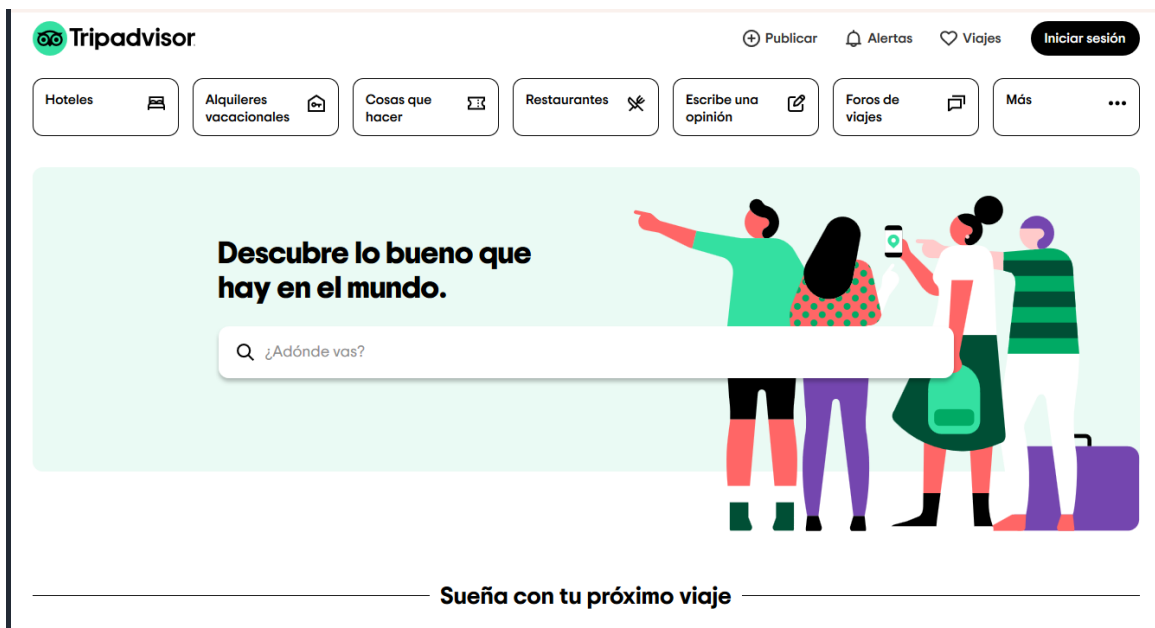 Tripadvisor
Publicar
Alertas
Viajes
Iniciar sesión
Hoteles
Alquileres
vacacionales
Cosas que
hacer
Restaurantes
Escribe una
opinión
Foros de
viajes
Más
Descubre lo bueno que
hay en el mundo.
¿Adónde vas?
Sueña con tu próximo viaje